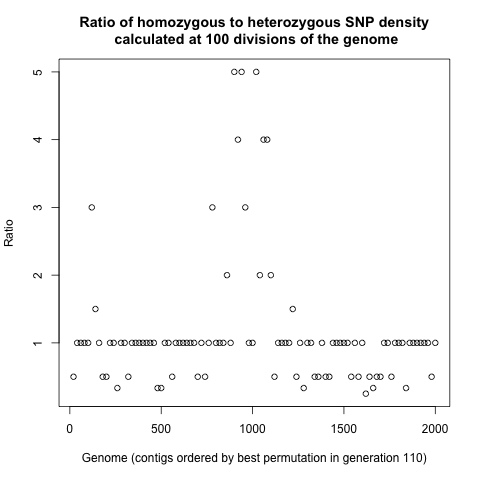 Ratio of homozygous to heterozygous SNP density
calculated at 100 divisions of the genome
5
4
3
2
1
Ratio
0 500 1000 1500 2000
Genome (contigs ordered by best permutation in generation 110)